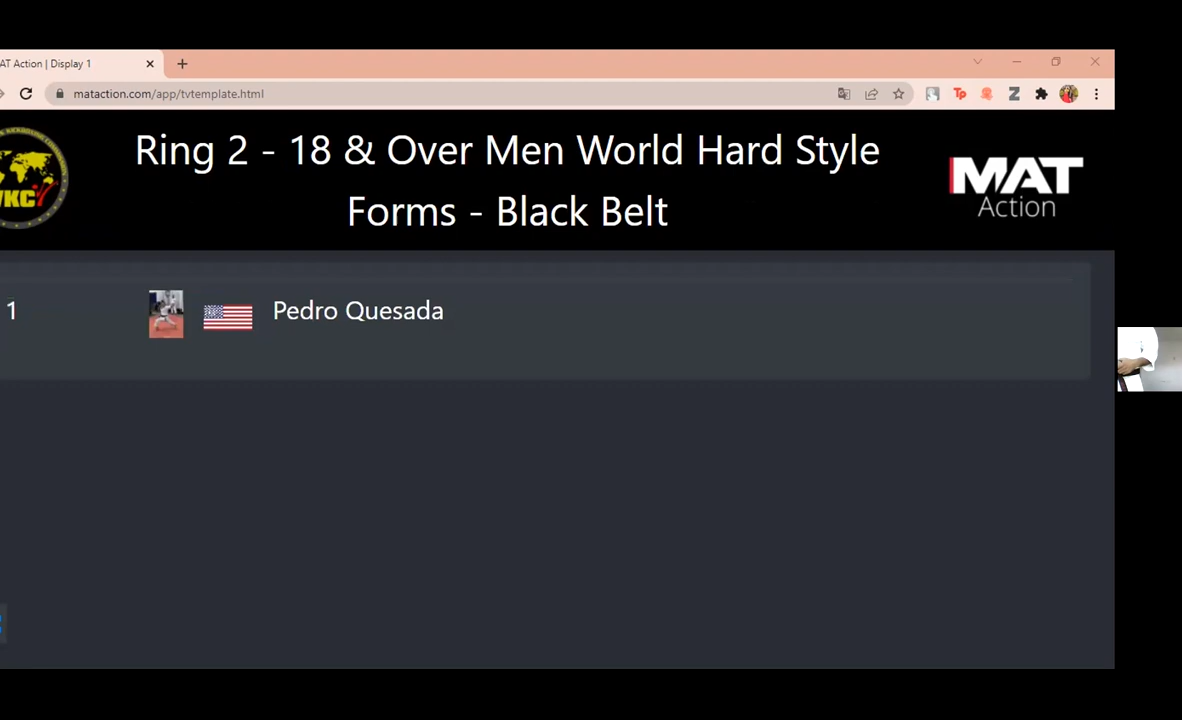 AT Action | Display 1
mataction.com/app/tvtemplate.html
Ring 2 - 18 & Over Men World Hard Style
Forms - Black Belt
MAT
Action
1
Pedro Quesada